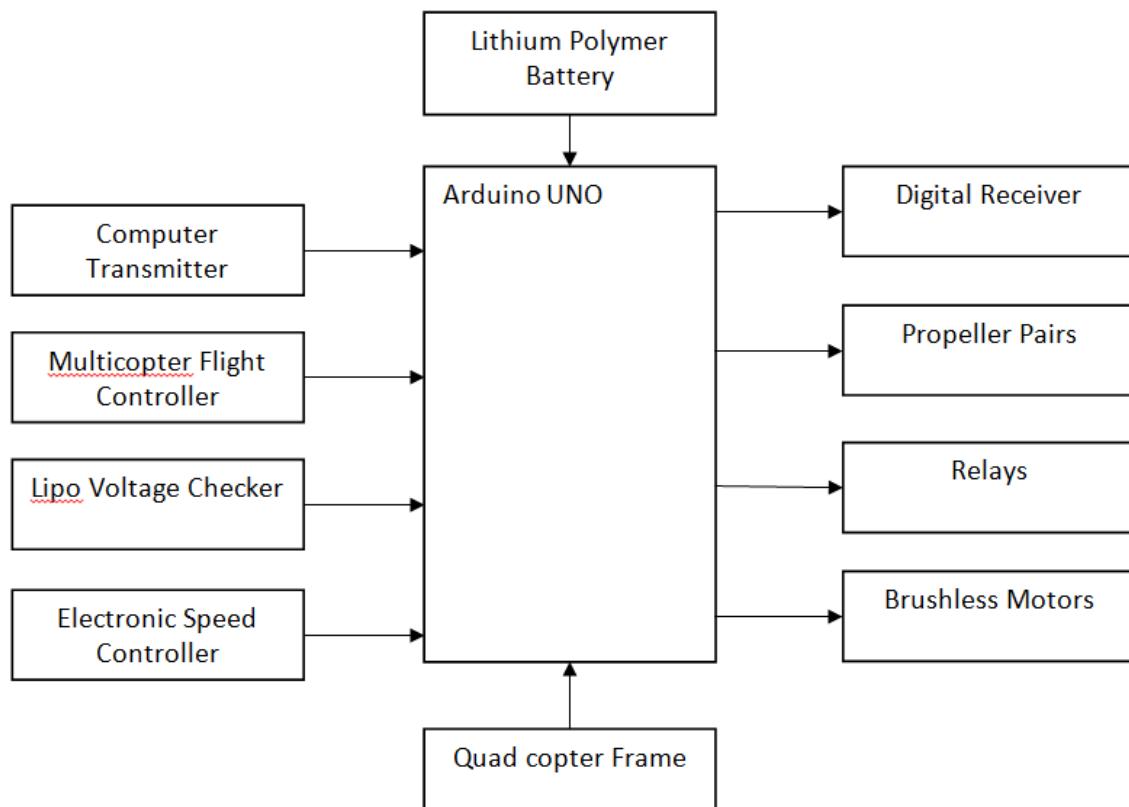 Lithium Polymer
Battery
Arduino UNO
Computer
Transmitter
Multicopter Flight
Controller
Lipo Voltage Checker
Electronic Speed
Controller
Digital Receiver
Propeller Pairs
Relays
Brushless Motors
Quad copter Frame